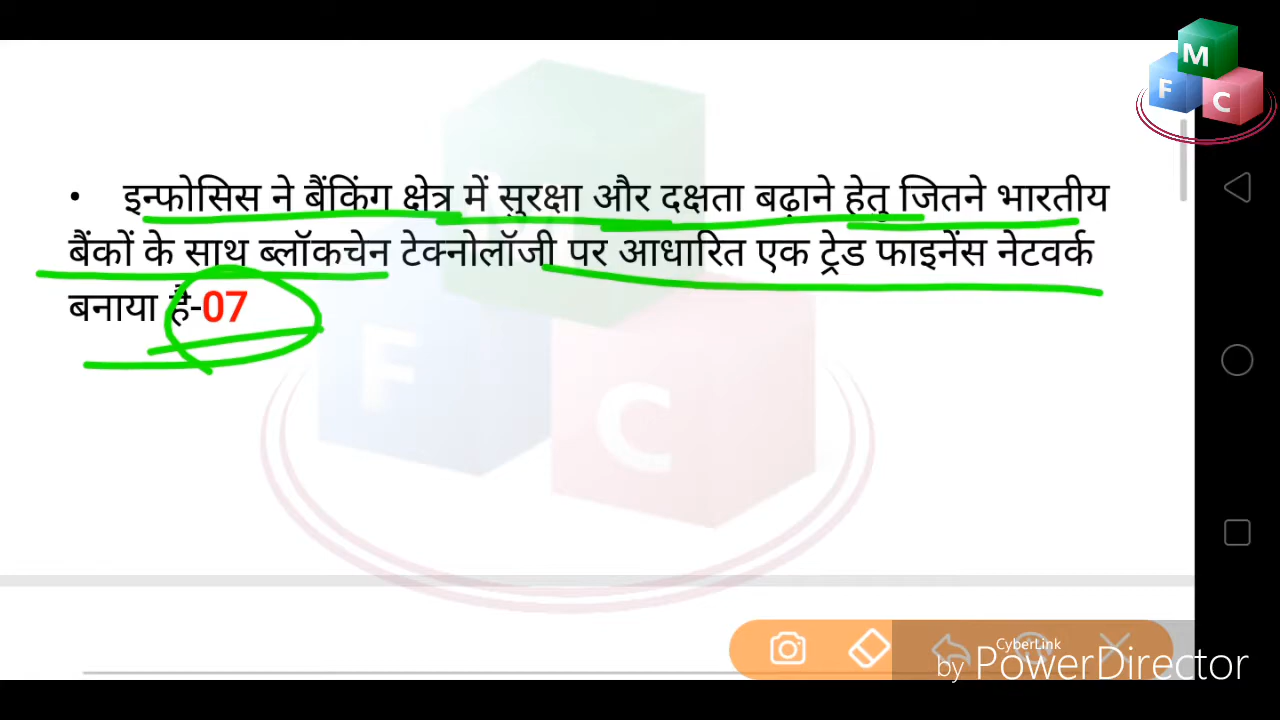 M
F
C
• इन्फोसिस ने बैंकिंग क्षेत्र में सुरक्षा और दक्षता बढ़ाने हेतु जितने भारतीय
बैंकों के साथ ब्लॉकचेन टेक्नोलॉजी पर आधारित एक ट्रेड फाइनेंस नेटवर्क
बनाया है-07
F
C
CyberLink
by PowerDirector